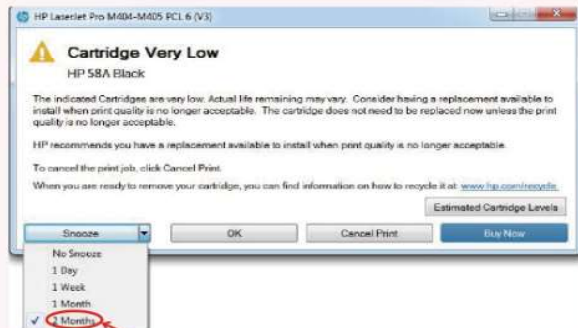 HP LaserJet Pro M404-M405 PCL 6 (V3)
Cartridge Very Low
HP 58A Black
The indicated Cartridges are very low. Actual life remaining may vary. Consider having a replacement available to
install when print quality is no longer acceptable. The cartridge does not need to be replaced now unless the print
quality is no longer acceptable.
HP recommends you have a replacement available to install when print quality is no longer acceptable.
To cancel the print job, click Cancel Print.
When you are ready to remove your cartridge, you can find information on how to recycle it at: www.hp.com/recycle.
Estimated Cartridge Levels
Snooze OK Cancel Print Buy Now
No Snooze
1 Day
1 Week
1 Month
2 Months